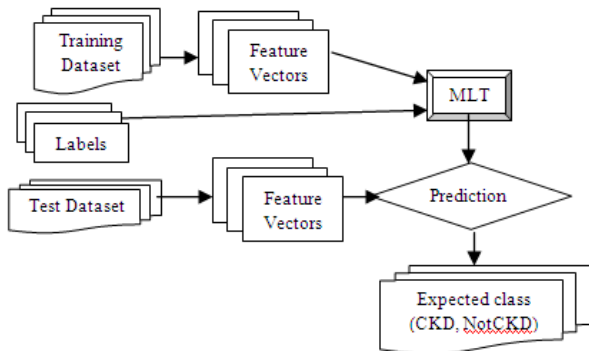 Training
Dataset
Feature
Vectors
MLT
Labels
Test Dataset
Feature
Vectors
Prediction
Expected class
(CKD, NotCKD)